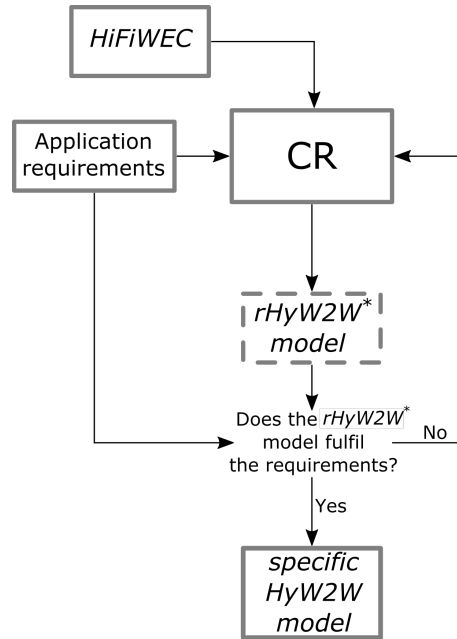 HiFiWEC
Application
requirements
CR
rHyW2W*
model
Does the rHyW2W*
model fulfil
the requirements?
No
Yes
specific
HyW2W
model